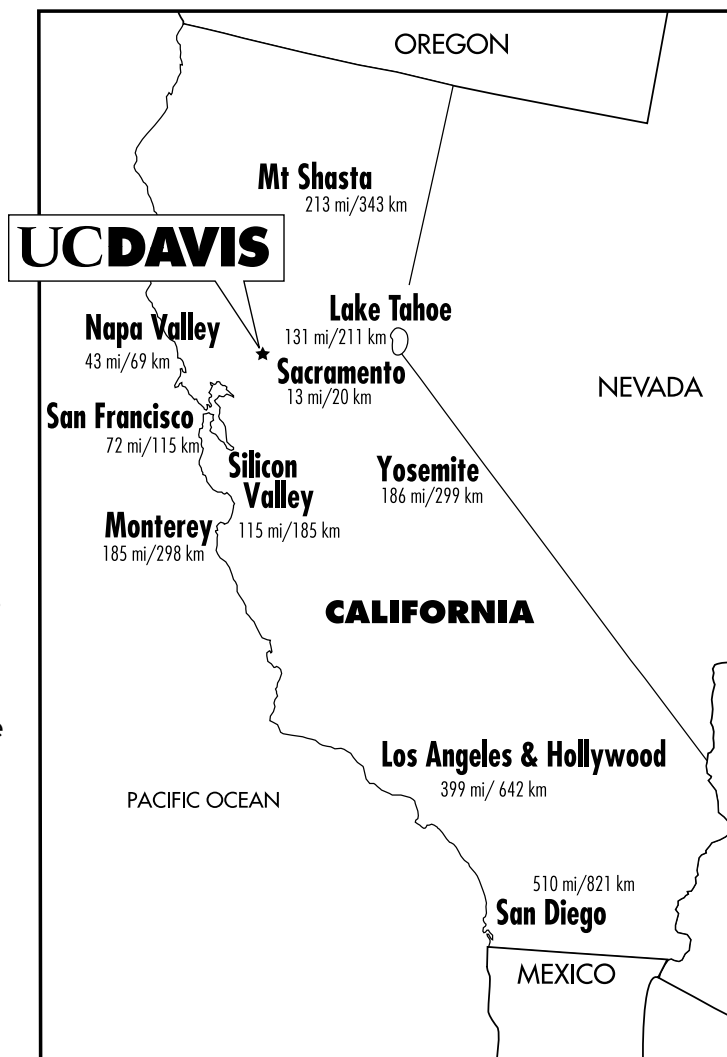 OREGON
Mt Shasta
213 mi/343 km
UCDAVIS
Lake Tahoe
131 mi/211 km
Napa Valley
43 mi/69 km
Sacramento
13 mi/20 km
NEVADA
San Francisco
72 mi/115 km
Silicon
Valley
115 mi/185 km
Yosemite
186 mi/299 km
Monterey
185 mi/298 km
CALIFORNIA
e
Los Angeles & Hollywood
399 mi/ 642 km
PACIFIC OCEAN
510 mi/821 km
San Diego
MEXICO